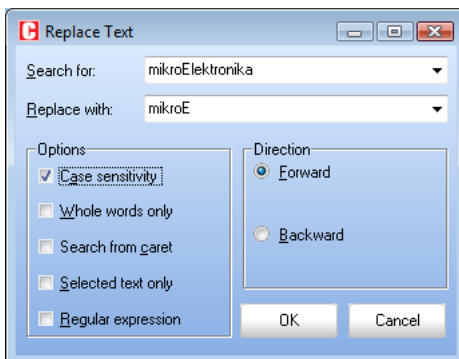 Replace Text
Search for: mikroElektronika
Replace with: mikroE
Options
Case sensitivity
Whole words only
Search from caret
Selected text only
Regular expression
Direction
Forward
Backward
OK Cancel